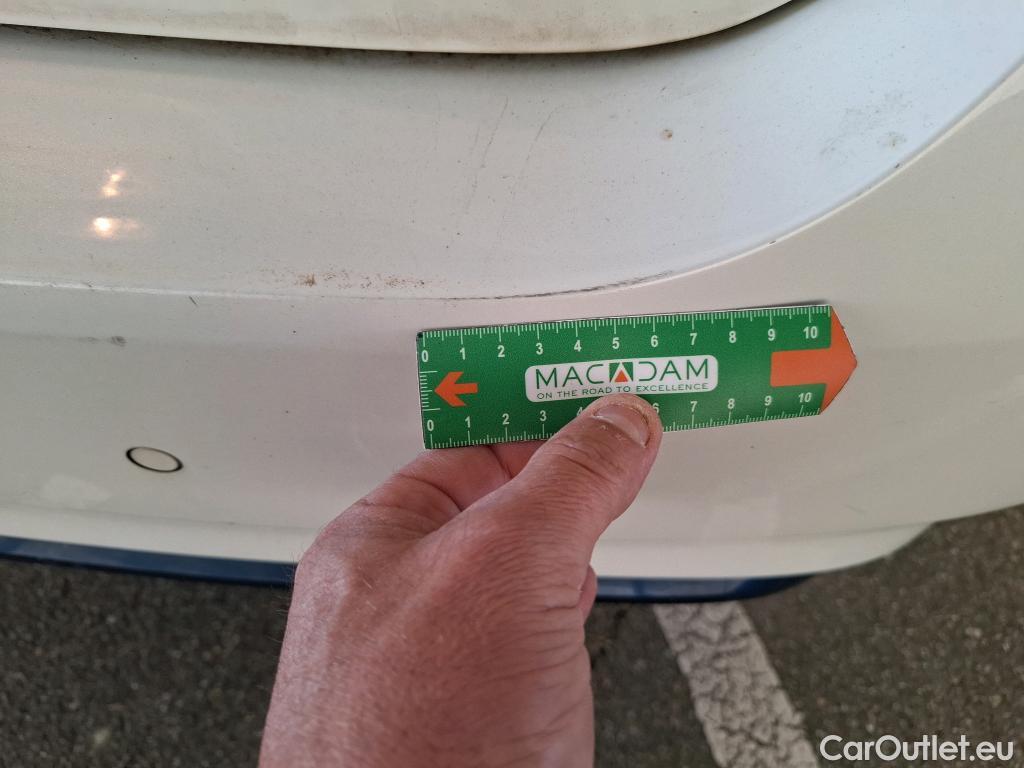 0 1 2 3 4 5 6 7 8 9 10
MACADAM
ON THE ROAD TO EXCELLENCE
0 1 2 3 4 6 7 8 9 10
CarOutlet.eu